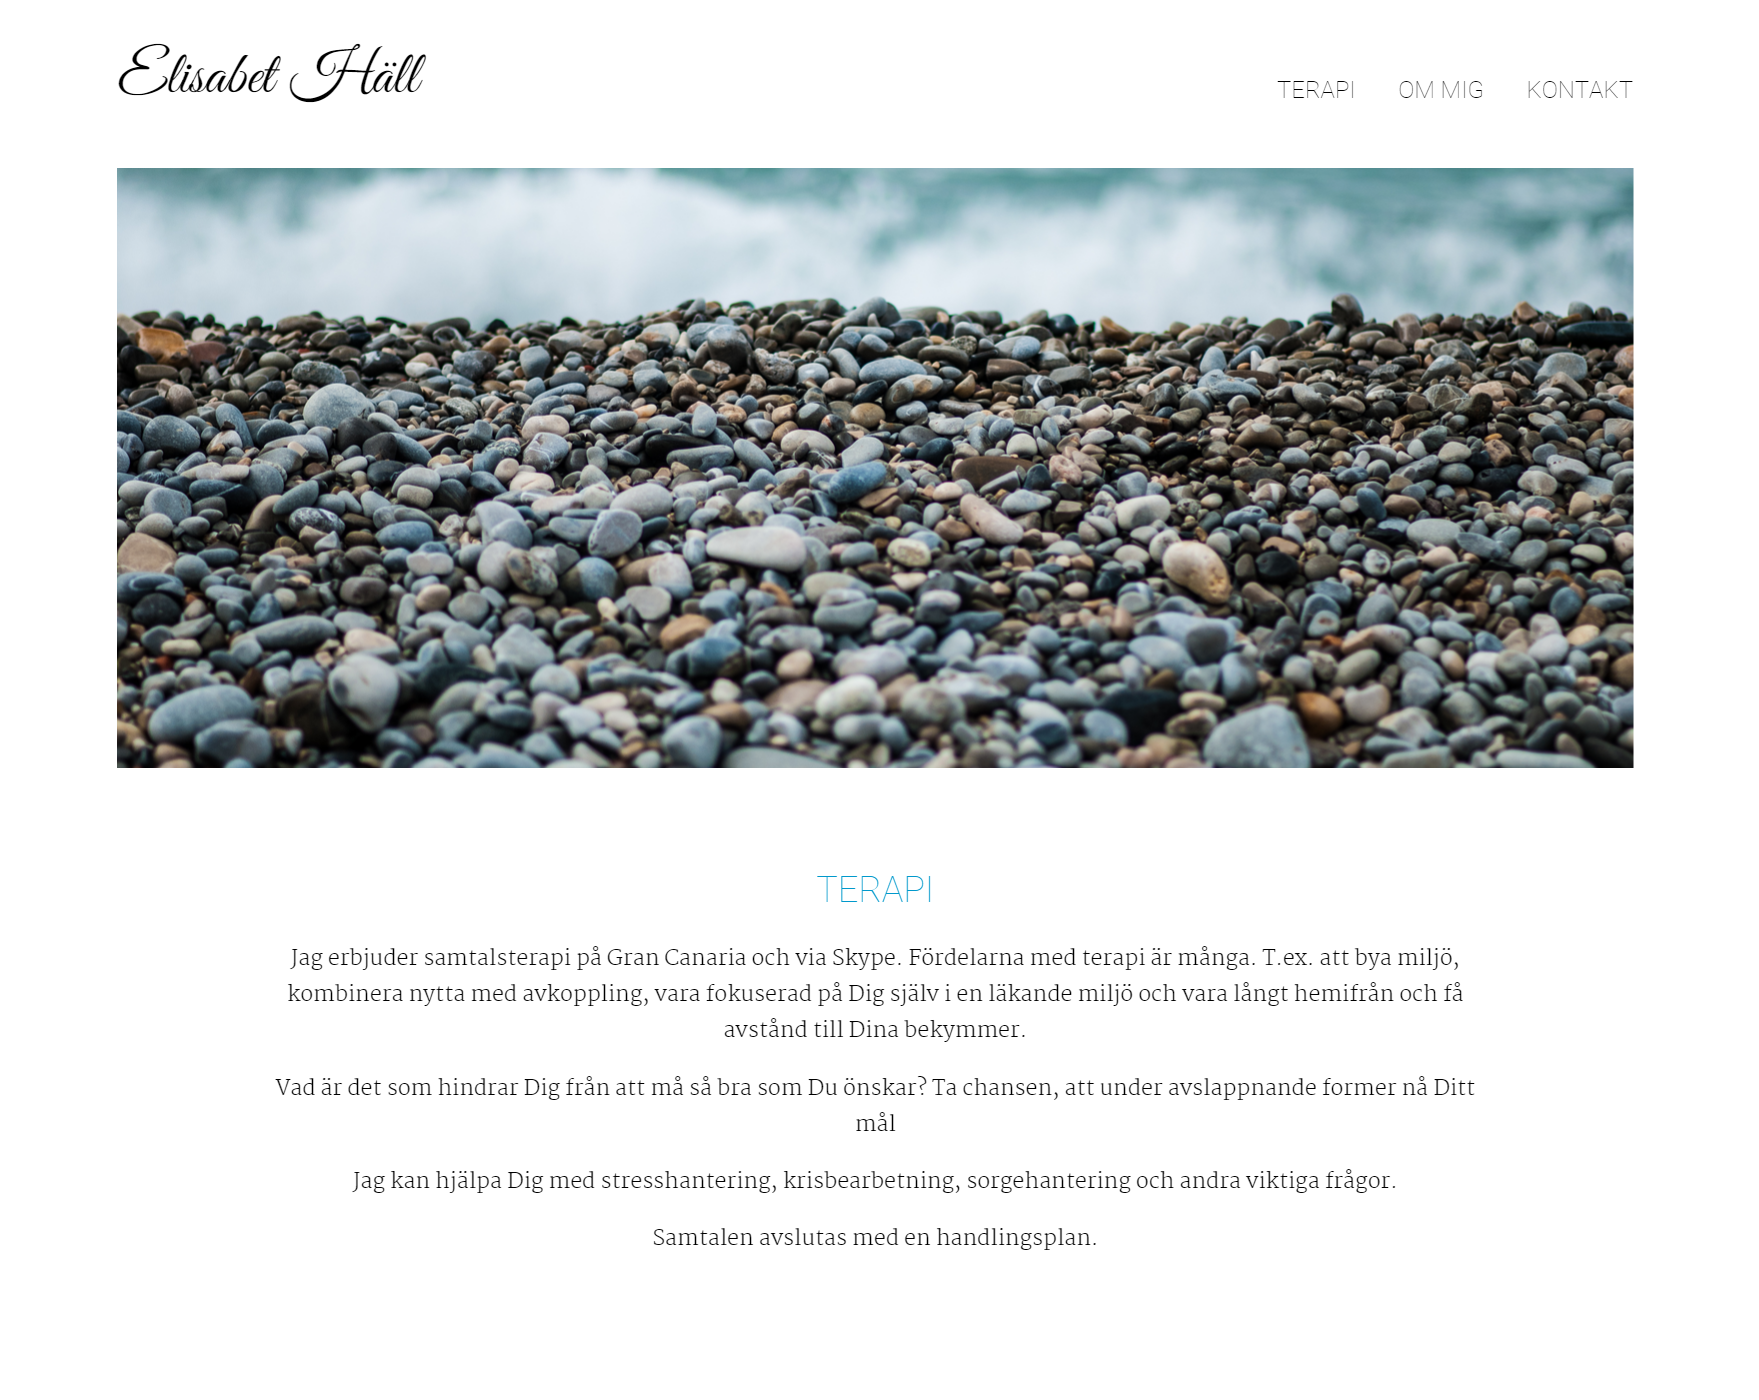 Elisabet Häll
TERAPI OM MIG KONTAKT
TERAPI
Jag erbjuder samtalsterapi på Gran Canaria och via Skype. Fördelarna med terapi är många. T.ex. att bya miljö,
kombinera nytta med avkoppling, vara fokuserad på Dig själv i en läkande miljö och vara långt hemifrån och få
avstånd till Dina bekymmer.
Vad är det som hindrar Dig från att må så bra som Du önskar? Ta chansen, att under avslappnande former nå Ditt
mål
Jag kan hjälpa Dig med stresshantering, krisbearbetning, sorgehantering och andra viktiga frågor.
Samtalen avslutas med en handlingsplan.